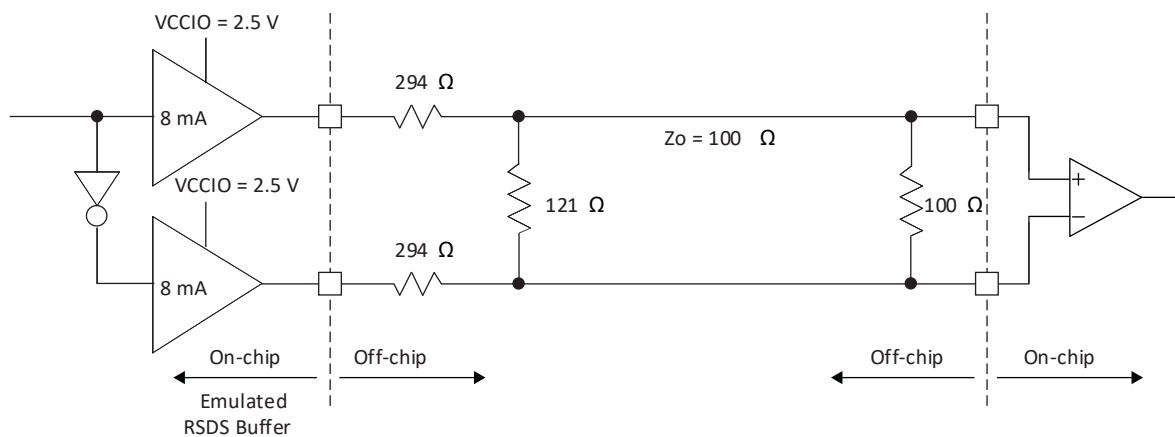 VCCIO = 2.5 V
8 mA
294 Ω
Zo = 100 Ω
VCCIO = 2.5 V
121 Ω
100 Ω
+
−
294 Ω
8 mA
On-chip
Off-chip
Off-chip
On-chip
Emulated
RSDS Buffer